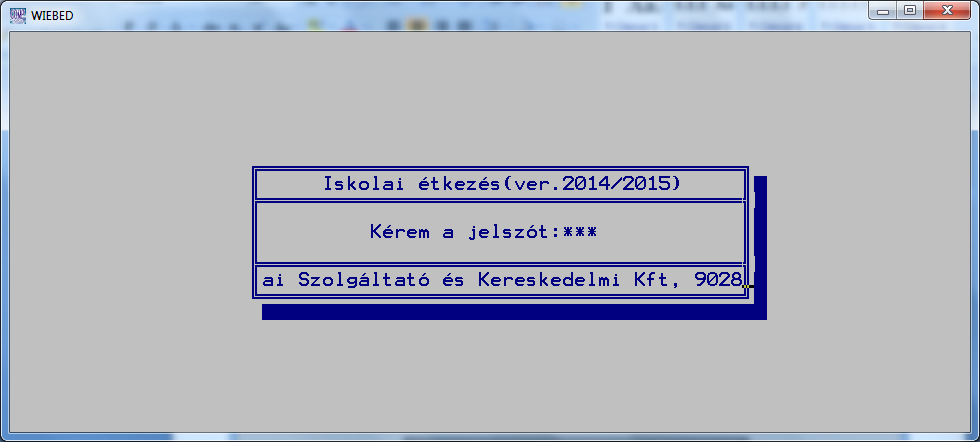 WIEBED
Iskolai étkezés(ver.2014/2015)
Kérem a jelszót:***
ai Szolgáltató és Kereskedelmi Kft, 9028